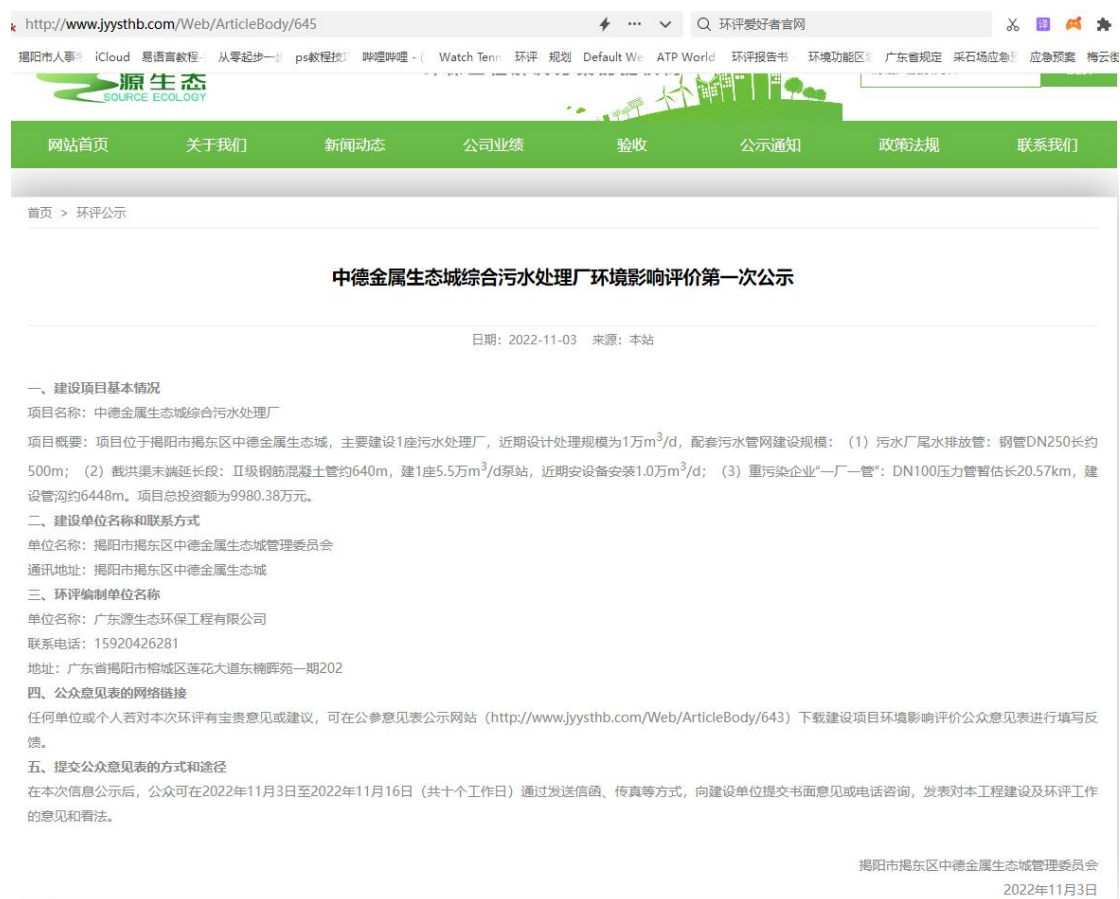 http://www.jyysthb.com/Web/ArticleBody/645
环评爱好者官网
译
揭阳市人事
iCloud
易语言教程-
从零起步一步
ps教程技巧
哔哩哔哩 - (
Watch Tenn
环评
规划
Default We
ATP World
环评报告书
环境功能区
广东省规定
采石场应急
应急预案
梅云街
源生态
SOURCE ECOLOGY
网站首页
关于我们
新闻动态
公司业绩
验收
公示通知
政策法规
联系我们
首页 > 环评公示
中德金属生态城综合污水处理厂环境影响评价第一次公示
日期：2022-11-03 来源：本站
一、建设项目基本情况
项目名称：中德金属生态城综合污水处理厂
项目概要：项目位于揭阳市揭东区中德金属生态城，主要建设1座污水处理厂，近期设计处理规模为1万m³/d，配套污水管网建设规模：（1）污水厂尾水排放管：钢管DN250长约
500m；（2）截洪渠末端延长段：Ⅱ级钢筋混凝土管约640m，建1座5.5万m³/d泵站，近期安设备安装1.0万m³/d；（3）重污染企业“一厂一管”：DN100压力管暂估长20.57km，建
设管沟约6448m。项目总投资额为9980.38万元。
二、建设单位名称和联系方式
单位名称：揭阳市揭东区中德金属生态城管理委员会
通讯地址：揭阳市揭东区中德金属生态城
三、环评编制单位名称
单位名称：广东源生态环保工程有限公司
联系电话：15920426281
地址：广东省揭阳市榕城区莲花大道东楠晖苑一期202
四、公众意见表的网络链接
任何单位或个人若对本次环评有宝贵意见或建议，可在公参意见表公示网站（http://www.jyysthb.com/Web/ArticleBody/643）下载建设项目环境影响评价公众意见表进行填写反
馈。
五、提交公众意见表的方式和途径
在本次信息公示后，公众可在2022年11月3日至2022年11月16日（共十个工作日）通过发送信函、传真等方式，向建设单位提交书面意见或电话咨询，发表对本工程建设及环评工作
的意见和看法。
揭阳市揭东区中德金属生态城管理委员会
2022年11月3日